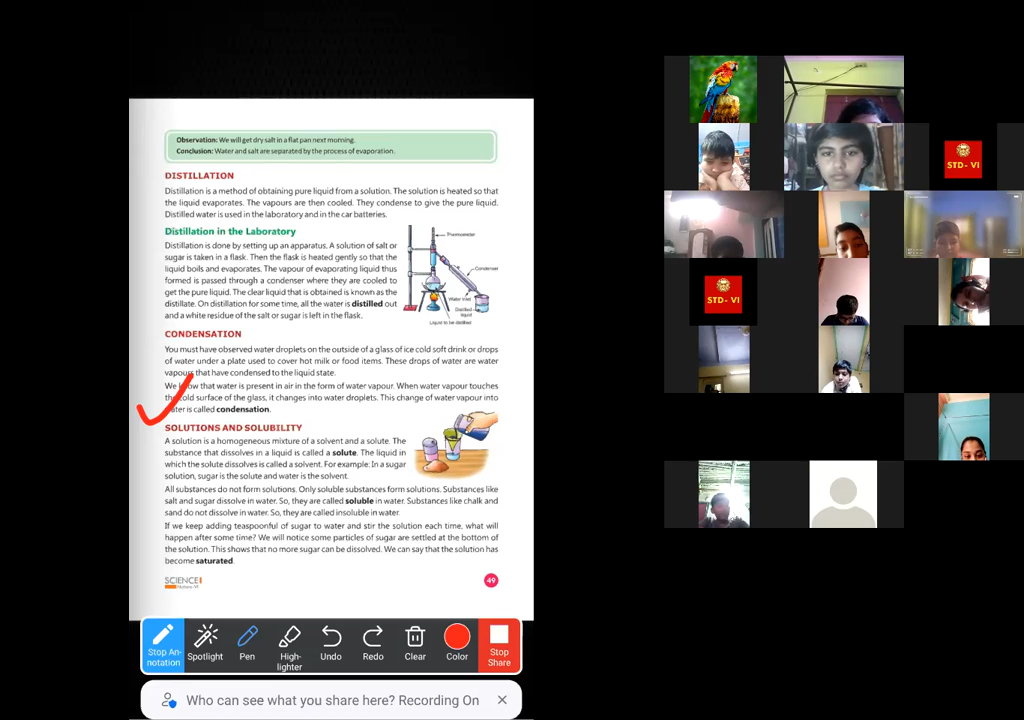 Observation: We will get dry salt in a flat pan next morning.
Conclusion: Water and salt are separated by the process of evaporation.
DISTILLATION
Distillation is a method of obtaining pure liquid from a solution. The solution is heated so that
the liquid evaporates. The vapours are then cooled. They condense to give the pure liquid.
Distilled water is used in the laboratory and in the car batteries.
Distillation in the Laboratory
Distillation is done by setting up an apparatus. A solution of salt or
sugar is taken in a flask. Then the flask is heated gently so that the
liquid boils and evaporates. The vapour of evaporating liquid thus
formed is passed through a condenser where they are cooled to
get the pure liquid. The clear liquid that is obtained is known as the
distillate. On distillation for some time, all the water is distilled out
and a white residue of the salt or sugar is left in the flask.
Thermometer
Condenser
Water inlet
Distilled
liquid
Liquid to be distilled
CONDENSATION
You must have observed water droplets on the outside of a glass of ice cold soft drink or drops
of water under a plate used to cover hot milk or food items. These drops of water are water
vapours that have condensed to the liquid state.
We know that water is present in air in the form of water vapour. When water vapour touches
the cold surface of the glass, it changes into water droplets. This change of water vapour into
water is called condensation.
SOLUTIONS AND SOLUBILITY
A solution is a homogeneous mixture of a solvent and a solute. The
substance that dissolves in a liquid is called a solute. The liquid in
which the solute dissolves is called a solvent. For example: In a sugar
solution, sugar is the solute and water is the solvent.
All substances do not form solutions. Only soluble substances form solutions. Substances like
salt and sugar dissolve in water. So, they are called soluble in water. Substances like chalk and
sand do not dissolve in water. So, they are called insoluble in water.
If we keep adding teaspoonful of sugar to water and stir the solution each time, what will
happen after some time? We will notice some particles of sugar are settled at the bottom of
the solution. This shows that no more sugar can be dissolved. We can say that the solution has
become saturated.
SCIENCE
49
Stop An-
notation
Spotlight
Pen
High-
lighter
Undo
Redo
Clear
Color
Stop
Share
Who can see what you share here? Recording On
STD- VI
STD- VI